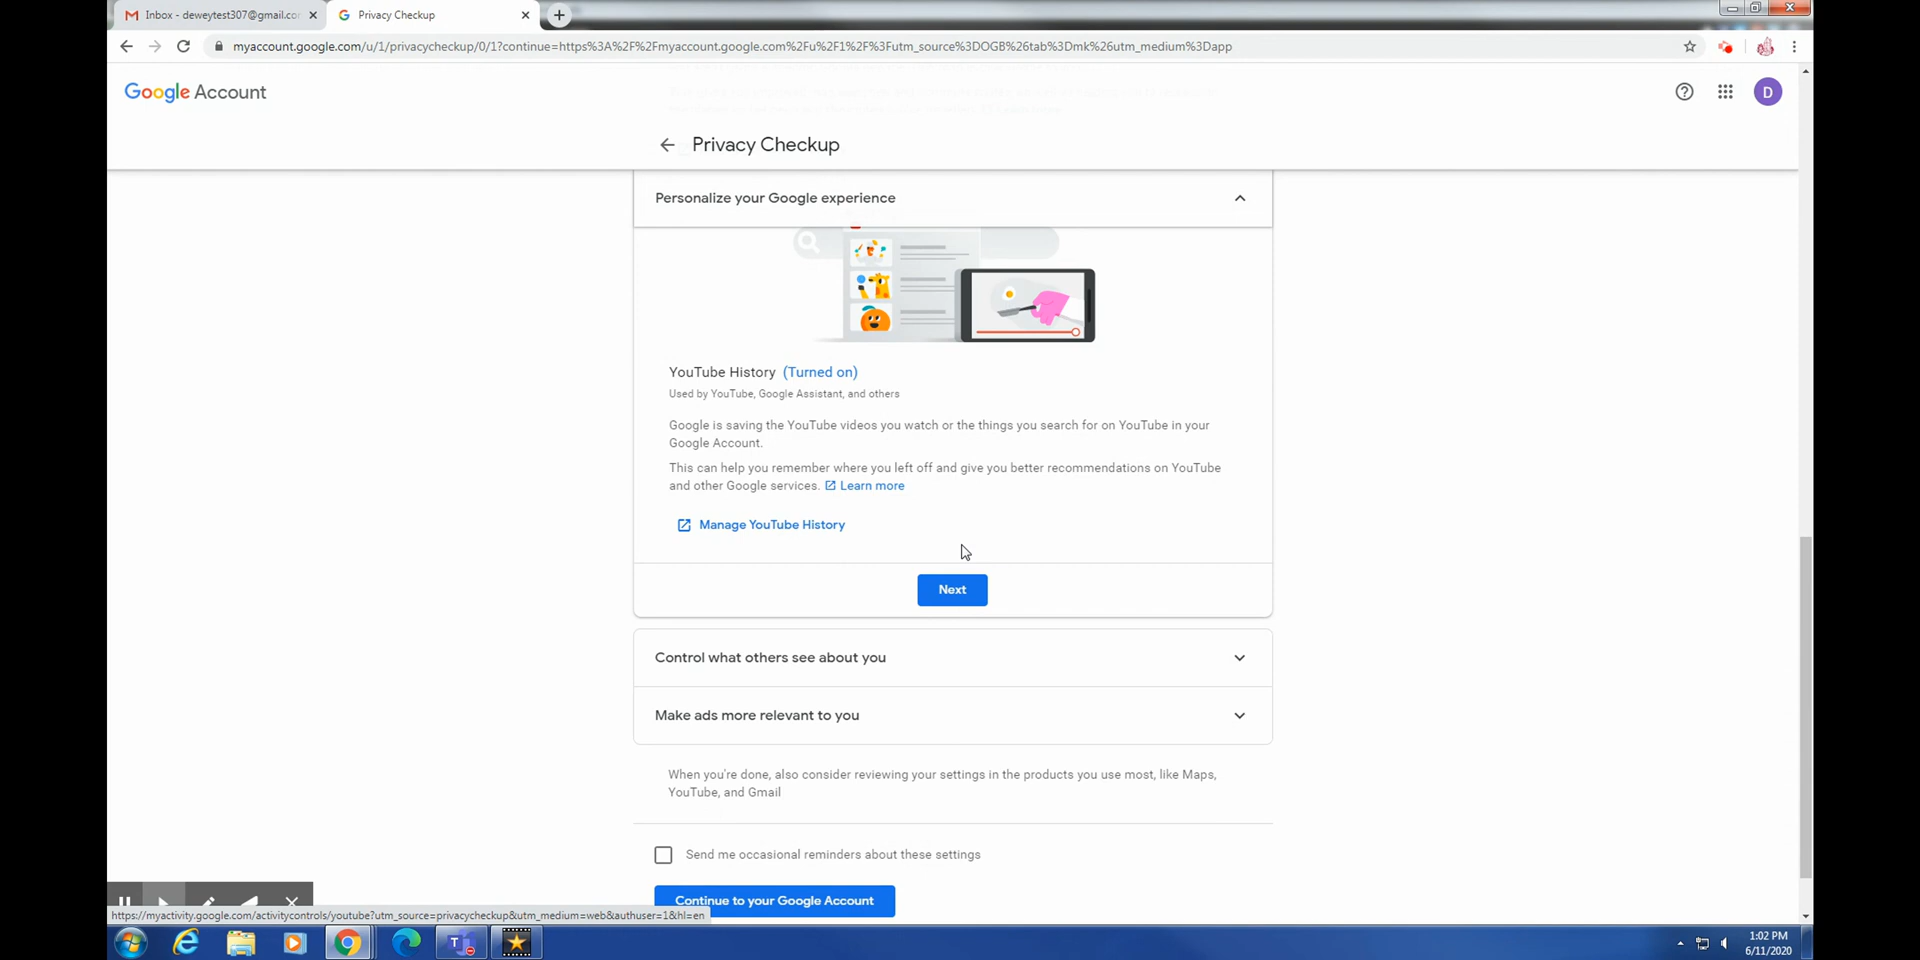 Inbox - deweytest307@gmail.co
Privacy Checkup
myaccount.google.com/u/1/privacycheckup/0/1?continue=https%3A%2F%2Fmyaccount.google.com%2Fu%2F1%2F%3Futm_source%3DOGB%26tab%3Dmk%26utm_medium%3Dapp
Google Account
D
Privacy Checkup
Personalize your Google experience
YouTube History (Turned on)
Used by YouTube, Google Assistant, and others
Google is saving the YouTube videos you watch or the things you search for on YouTube in your
Google Account.
This can help you remember where you left off and give you better recommendations on YouTube
and other Google services. Learn more
Manage YouTube History
Next
Control what others see about you
Make ads more relevant to you
When you're done, also consider reviewing your settings in the products you use most, like Maps,
YouTube, and Gmail
Send me occasional reminders about these settings
Continue to your Google Account
https://myactivity.google.com/activitycontrols/youtube?utm_source=privacycheckup&utm_medium=web&authuser=1&hl=en
1:02 PM
6/11/2020